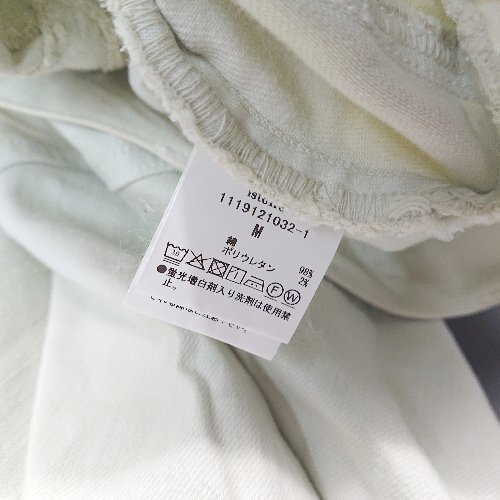 1119121032-1
M
綿 98%
ポリウレタン 2%
F W
●蛍光増白剤入り洗剤は使用禁
止。